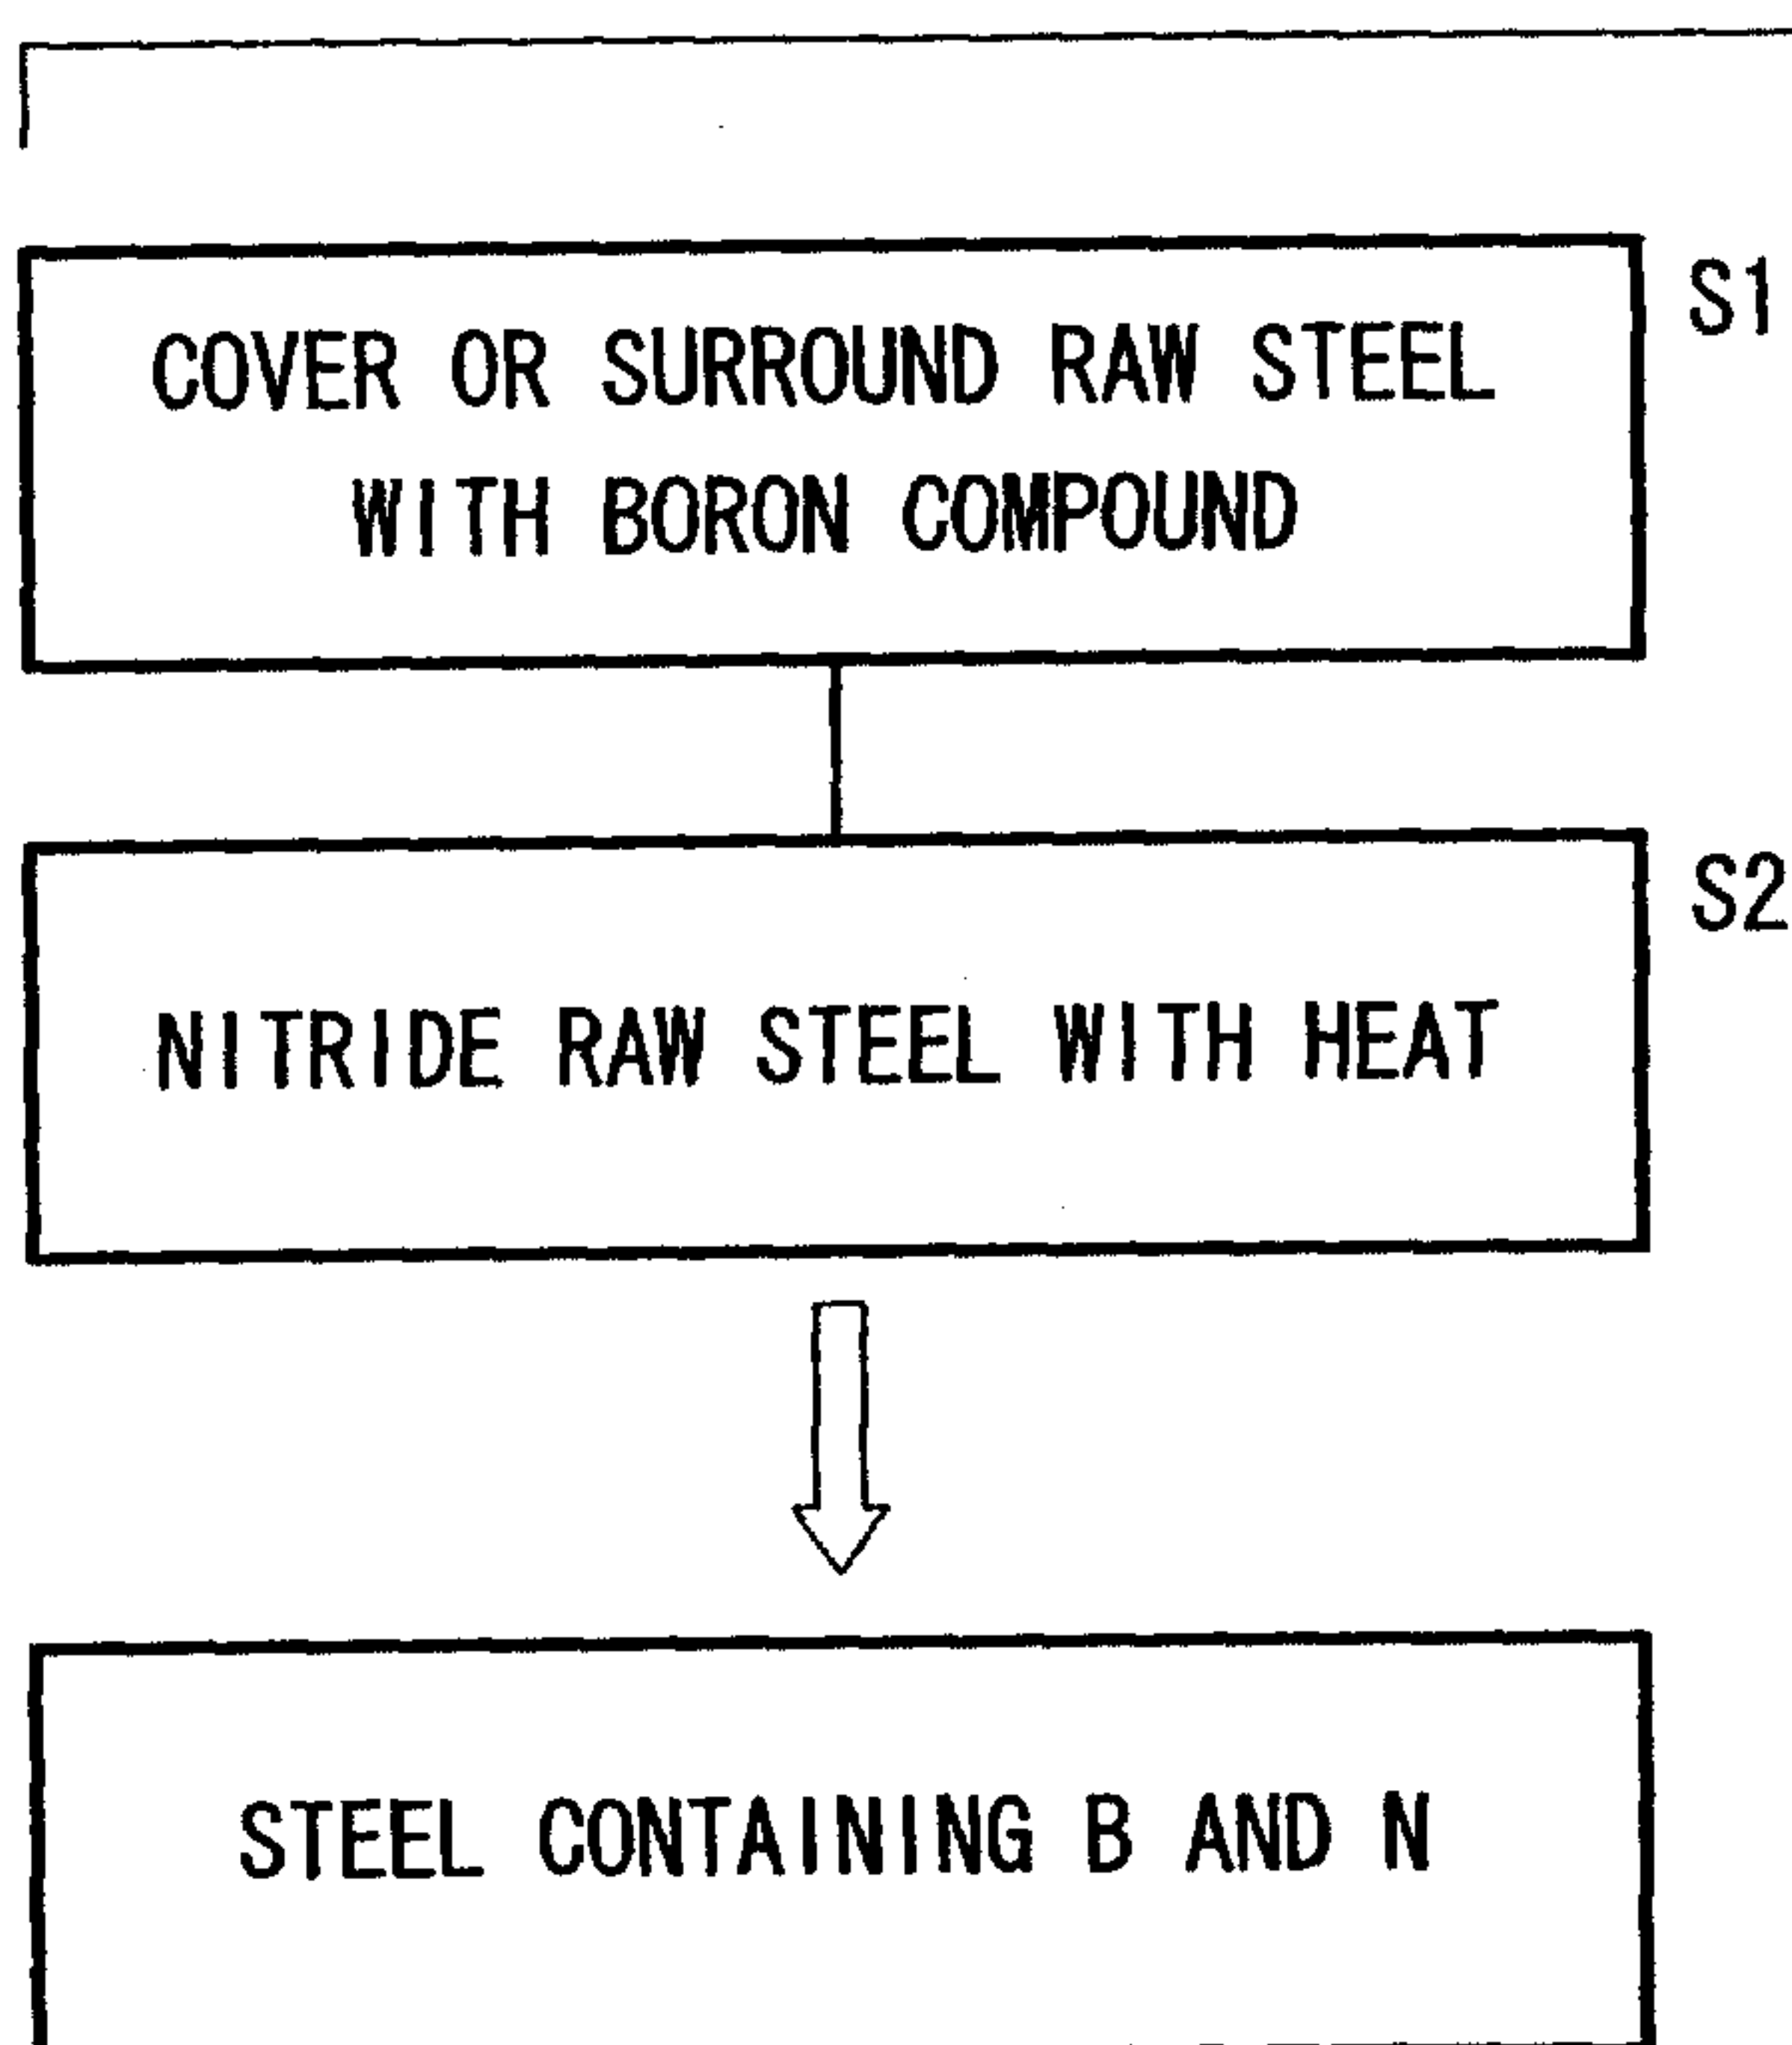 S1
COVER OR SURROUND RAW STEEL
WITH BORON COMPOUND
S2
NITRIDE RAW STEEL WITH HEAT
STEEL CONTAINING B AND N